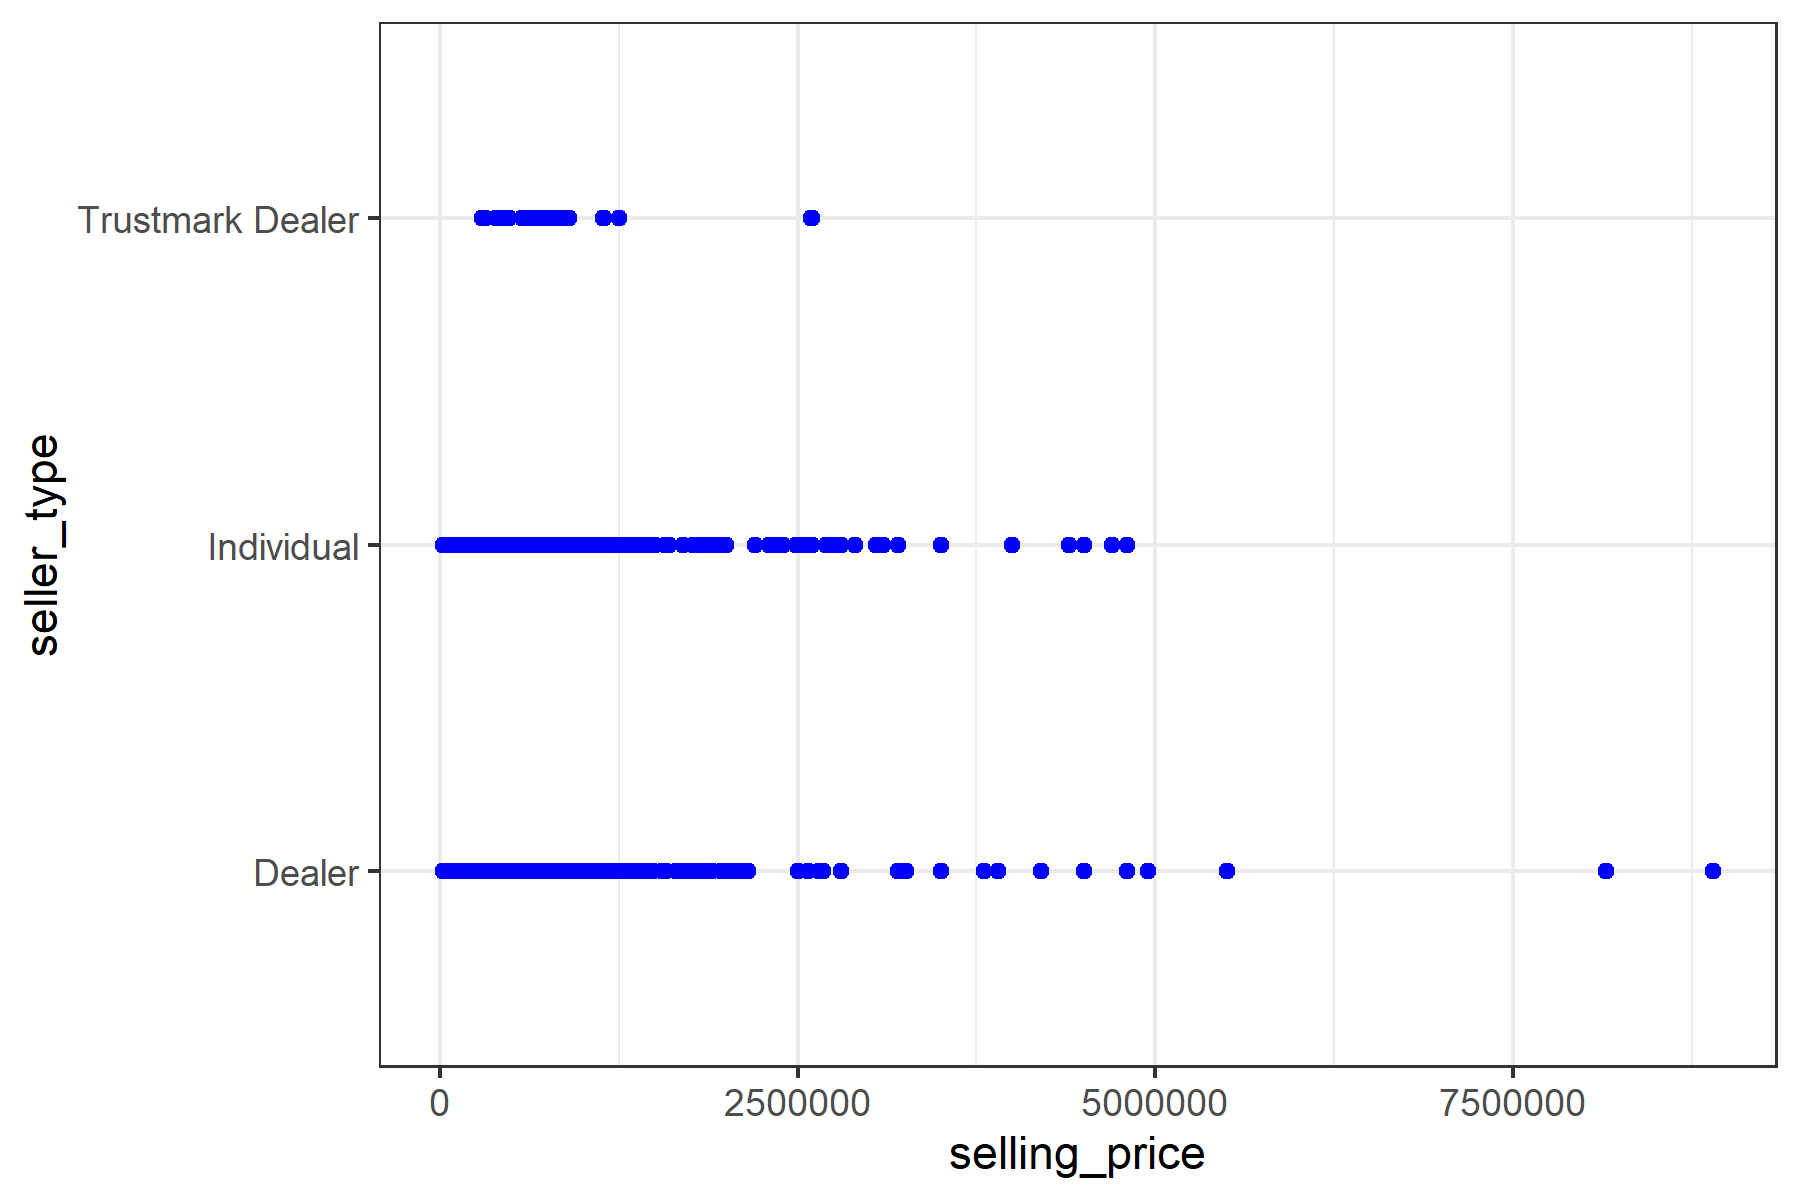 Trustmark Dealer
Individual
Dealer
seller_type
0
2500000
5000000
7500000
selling_price